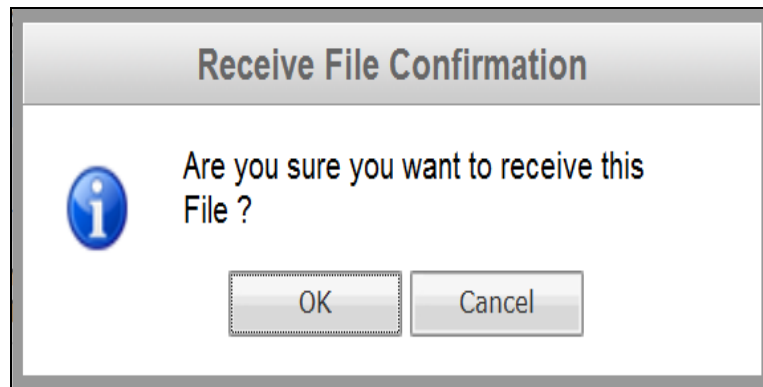 Receive File Confirmation
Are you sure you want to receive this
File ?
OK
Cancel